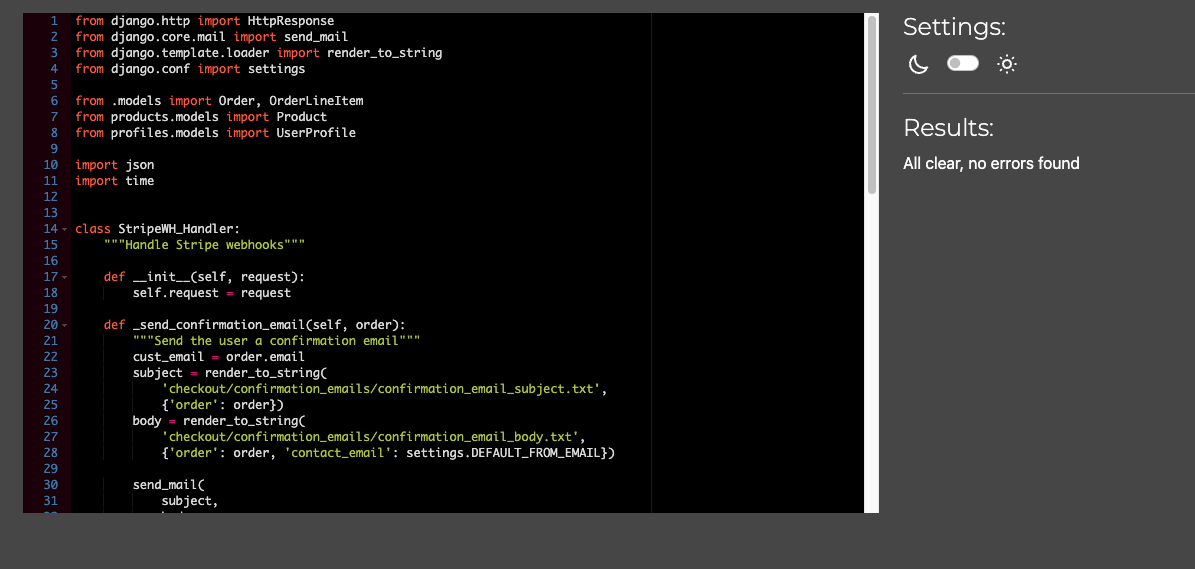 1 from django.http import HttpResponse
2 from django.core.mail import send_mail
3 from django.template.loader import render_to_string
4 from django.conf import settings
5
6 from .models import Order, OrderLineItem
7 from products.models import Product
8 from profiles.models import UserProfile
9
10 import json
11 import time
12
13
14 class StripeWH_Handler:
15     """Handle Stripe webhooks"""
16
17     def __init__(self, request):
18         self.request = request
19
20     def _send_confirmation_email(self, order):
21         """Send the user a confirmation email"""
22         cust_email = order.email
23         subject = render_to_string(
24             'checkout/confirmation_emails/confirmation_email_subject.txt',
25             {'order': order})
26         body = render_to_string(
27             'checkout/confirmation_emails/confirmation_email_body.txt',
28             {'order': order, 'contact_email': settings.DEFAULT_FROM_EMAIL})
29
30         send_mail(
31             subject,
Settings:
Results:
All clear, no errors found